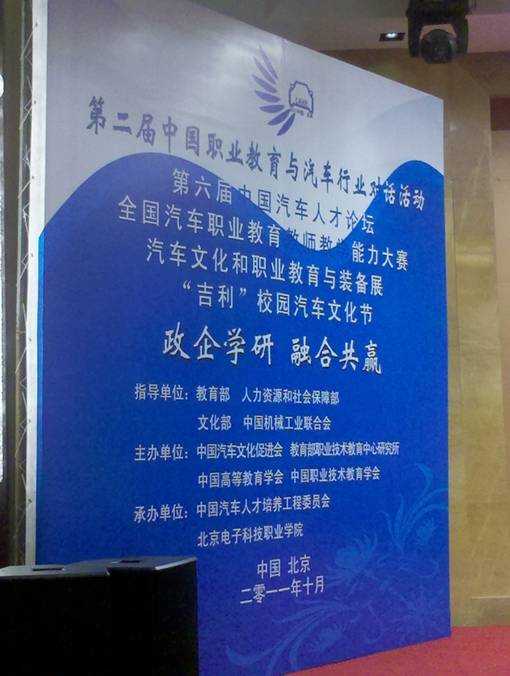 第二届中国职业教育与汽车行业对话活动
第六届中国汽车人才论坛
全国汽车职业教育教师教学能力大赛
汽车文化和职业教育与装备展
“吉利”校园汽车文化节
政企学研 融合共赢
指导单位：教育部 人力资源和社会保障部
文化部 中国机械工业联合会
主办单位：中国汽车文化促进会 教育部职业技术教育中心研究所
中国高等教育学会 中国职业技术教育学会
承办单位：中国汽车人才培养工程委员会
北京电子科技职业学院
中国 北京
二零一一年十月